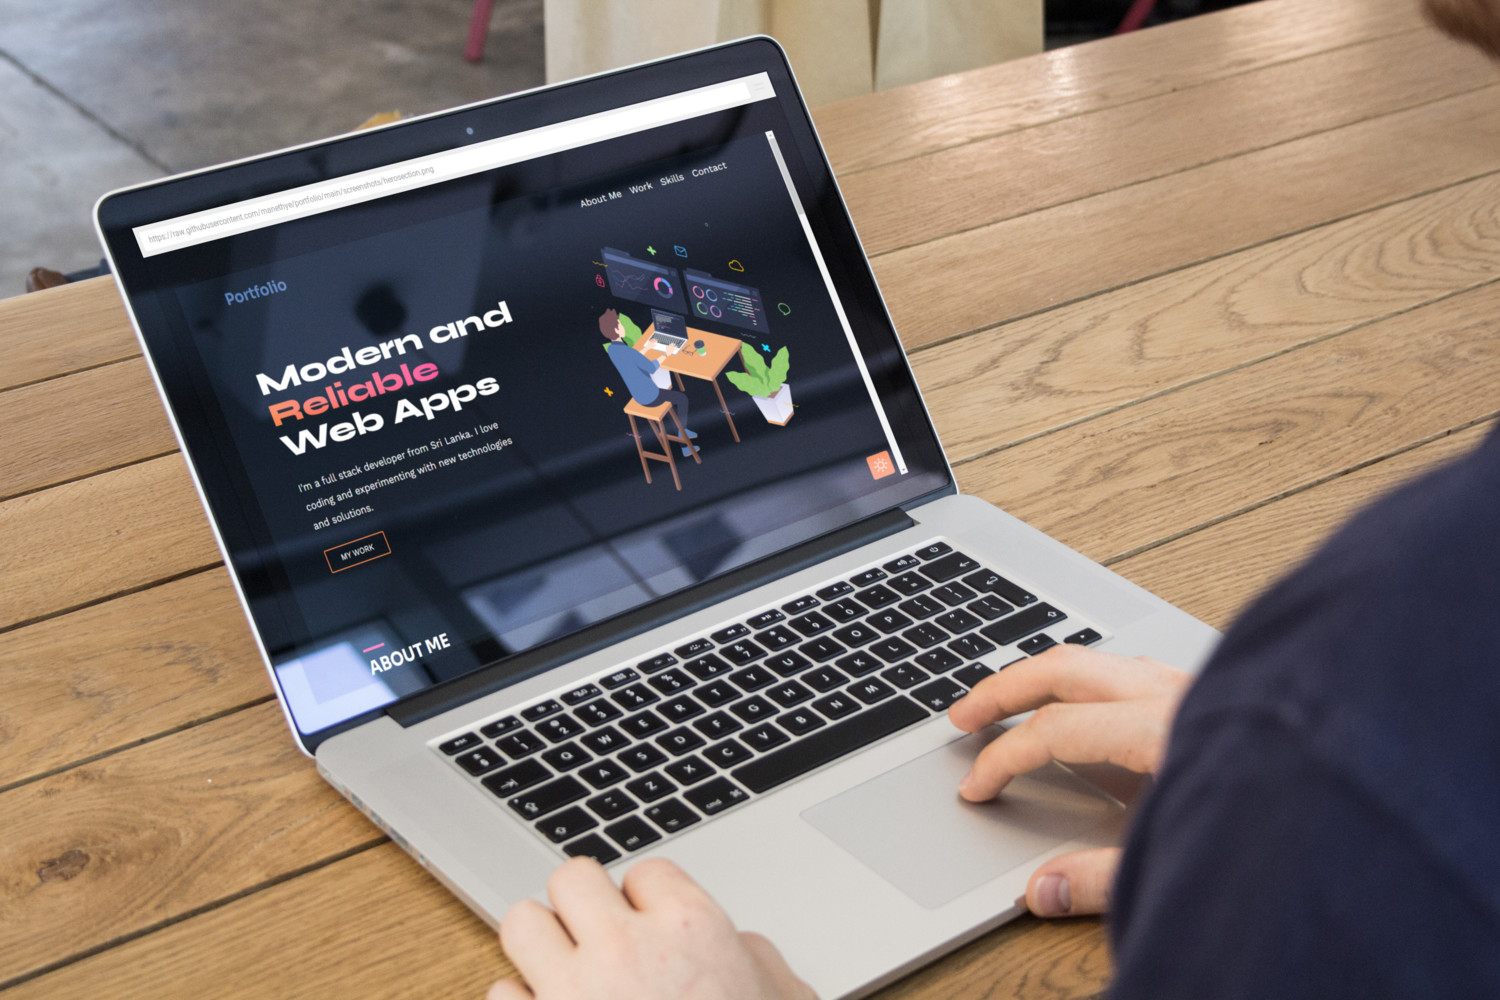 https://raw.githubusercontent.com/manethye/portfolio/main/screenshots/herosection.png
About Me Work Skills Contact
Portfolio
Modern and
Reliable
Web Apps
I'm a full stack developer from Sri Lanka. I love
coding and experimenting with new technologies
and solutions.
MY WORK
ABOUT ME
Q W E R T Y U I O P
A S D F G H J K L
Z X C V B N M
cmd
cmd